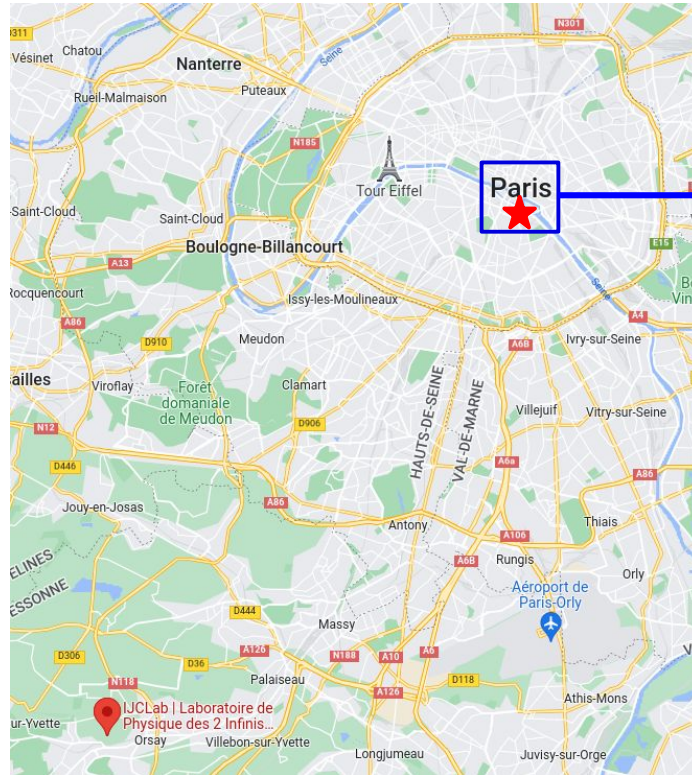 D311
N301
Chatou
Vésinet
Nanterre
Seine
Puteaux
Rueil-Malmaison
N185
Tour Eiffel
Paris
Saint-Cloud
Saint-Cloud
Boulogne-Billancourt
E15
A13
Seine
Rocquencourt
Issy-les-Moulineaux
A86
A4
D910
Meudon
A6B
Ivry-sur-Seine
Viroflay
Forêt
domaniale
de Meudon
Clamart
HAUTS-DE-SEINE
VAL-DE-MARNE
Villejuif
Vitry-sur-Seine
N12
D906
D446
A6a
A86
Jouy-en-Josas
A86
Antony
Thiais
A106
A6B
Rungis
ESSONNE
Aéroport de
Paris-Orly
Orly
D444
Massy
A126
D306
D36
N188
A10
A6
N118
Palaiseau
A126
D118
IJCLab | Laboratoire de
Physique des 2 Infinis...
Athis-Mons
ur-Yvette
Orsay
Villebon-sur-Yvette
Longjumeau
Juvisy-sur-Orge